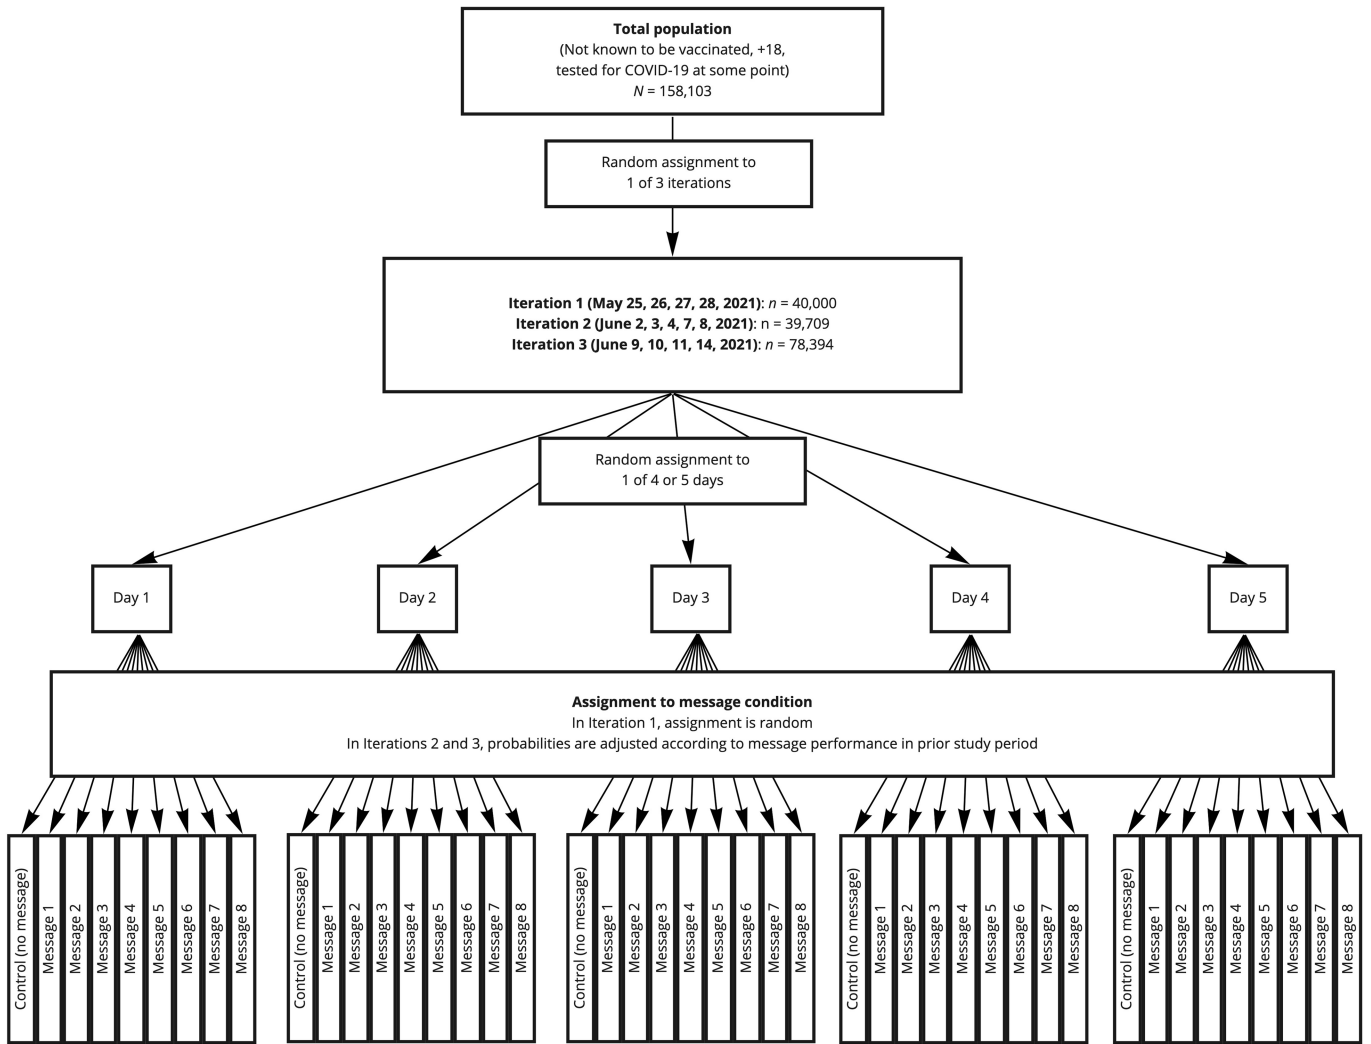 Total population
(Not known to be vaccinated, +18,
tested for COVID-19 at some point)
N = 158,103
Random assignment to
1 of 3 iterations
Iteration 1 (May 25, 26, 27, 28, 2021): n = 40,000
Iteration 2 (June 2, 3, 4, 7, 8, 2021): n = 39,709
Iteration 3 (June 9, 10, 11, 14, 2021): n = 78,394
Random assignment to
1 of 4 or 5 days
Day 1
Day 2
Day 3
Day 4
Day 5
Assignment to message condition
In Iteration 1, assignment is random
In Iterations 2 and 3, probabilities are adjusted according to message performance in prior study period
Control (no message)
Message 1
Message 2
Message 3
Message 4
Message 5
Message 6
Message 7
Message 8
Control (no message)
Message 1
Message 2
Message 3
Message 4
Message 5
Message 6
Message 7
Message 8
Control (no message)
Message 1
Message 2
Message 3
Message 4
Message 5
Message 6
Message 7
Message 8
Control (no message)
Message 1
Message 2
Message 3
Message 4
Message 5
Message 6
Message 7
Message 8
Control (no message)
Message 1
Message 2
Message 3
Message 4
Message 5
Message 6
Message 7
Message 8